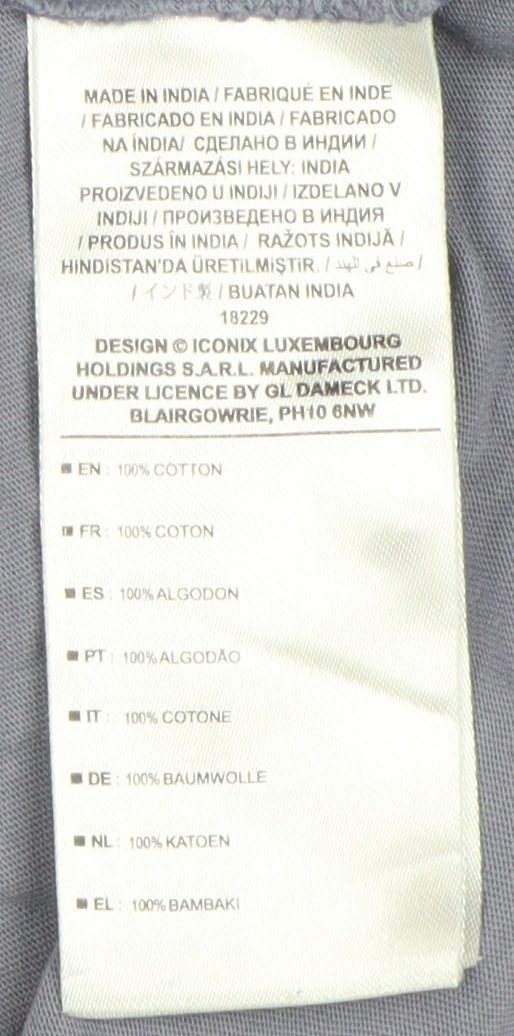 MADE IN INDIA / FABRIQUÉ EN INDE
/ FABRICADO EN INDIA / FABRICADO
NA ÍNDIA/ СДЕЛАНО В ИНДИИ /
SZÁRMAZÁSI HELY: INDIA
PROIZVEDENO U INDIJI / IZDELANO V
INDIJI / ПРОИЗВЕДЕНО В ИНДИЯ
/ PRODUS ÎN INDIA / RAŽOTS INDIJĀ /
HINDISTAN'DA ÜRETİLMİŞTİR. / صنع في الهند /
/ インド製 / BUATAN INDIA
18229
DESIGN © ICONIX LUXEMBOURG
HOLDINGS S.A.R.L. MANUFACTURED
UNDER LICENCE BY GL DAMECK LTD.
BLAIRGOWRIE, PH10 6NW
EN : 100% COTTON
FR : 100% COTON
ES : 100% ALGODON
PT : 100% ALGODÃO
IT : 100% COTONE
DE : 100% BAUMWOLLE
NL : 100% KATOEN
EL : 100% BAMBAKI